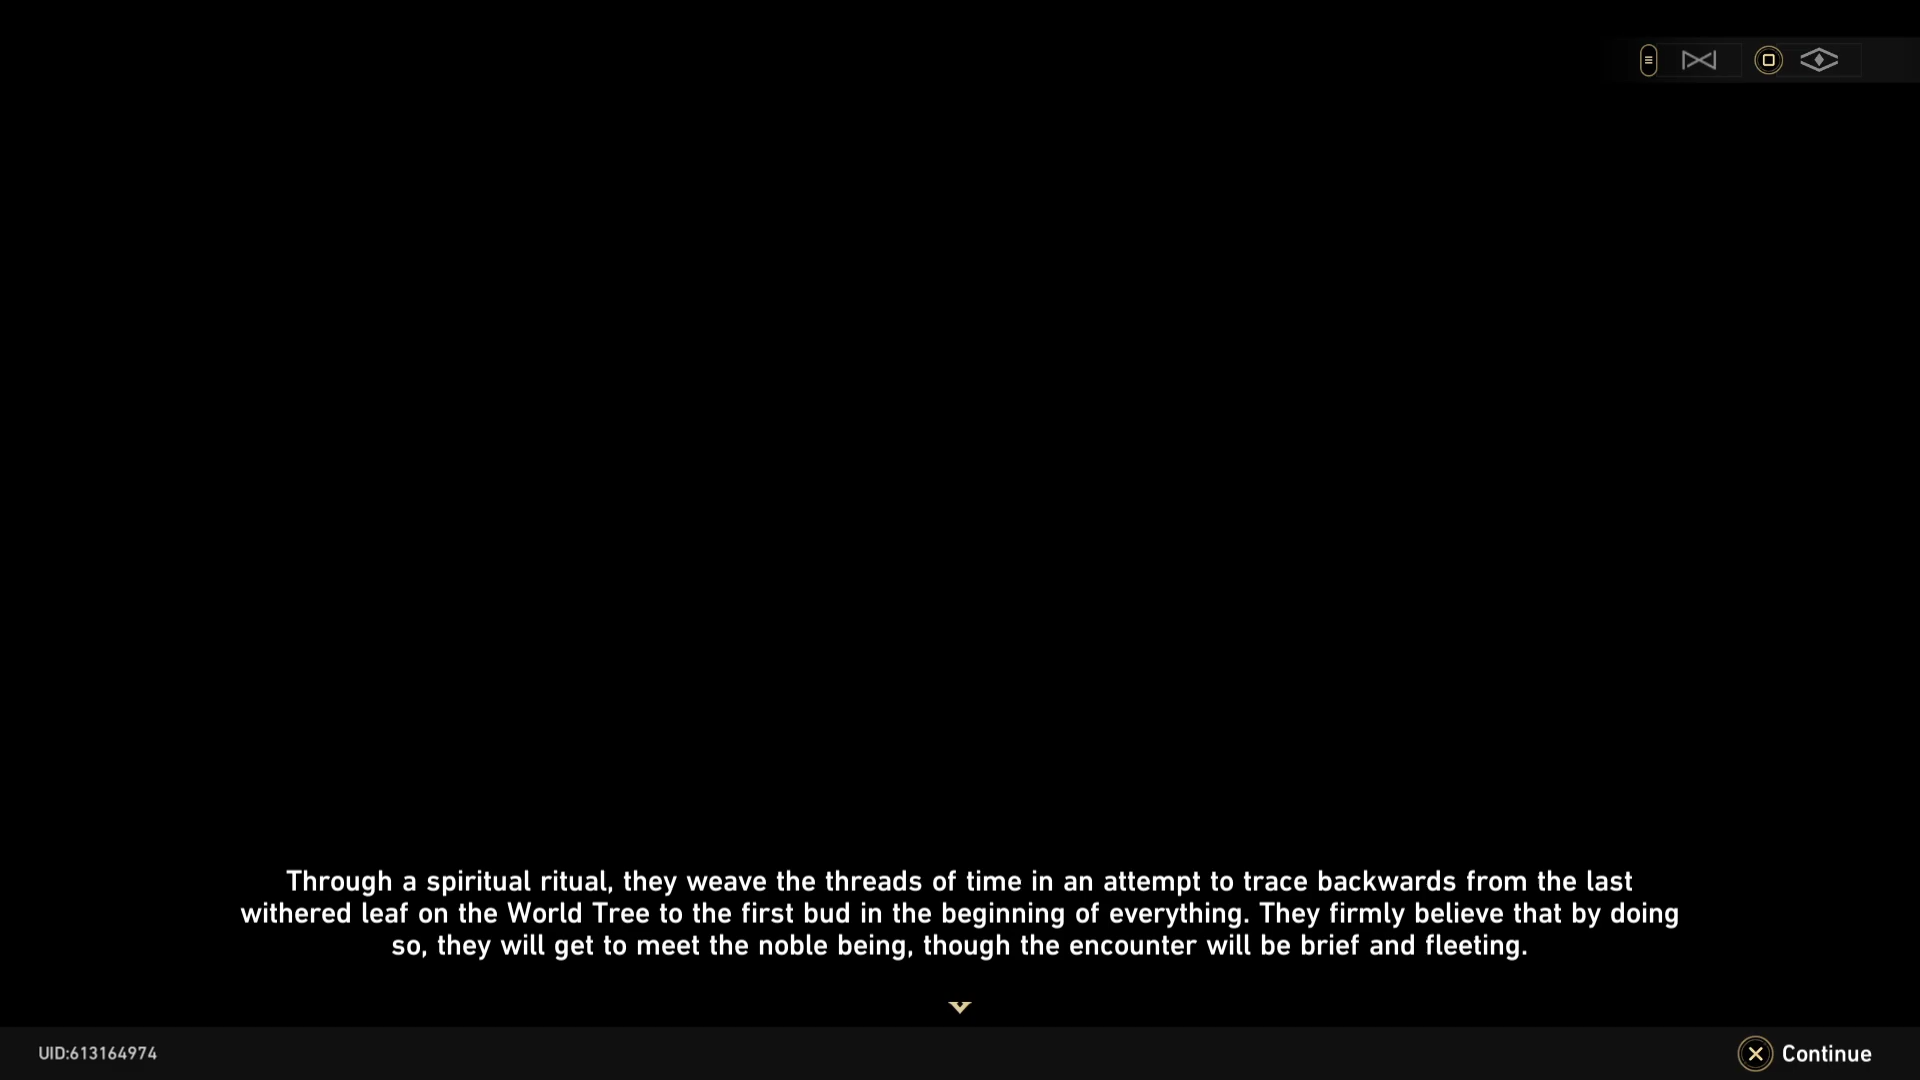 Through a spiritual ritual, they weave the threads of time in an attempt to trace backwards from the last
withered leaf on the World Tree to the first bud in the beginning of everything. They firmly believe that by doing
so, they will get to meet the noble being, though the encounter will be brief and fleeting.
UID:613164974
Continue